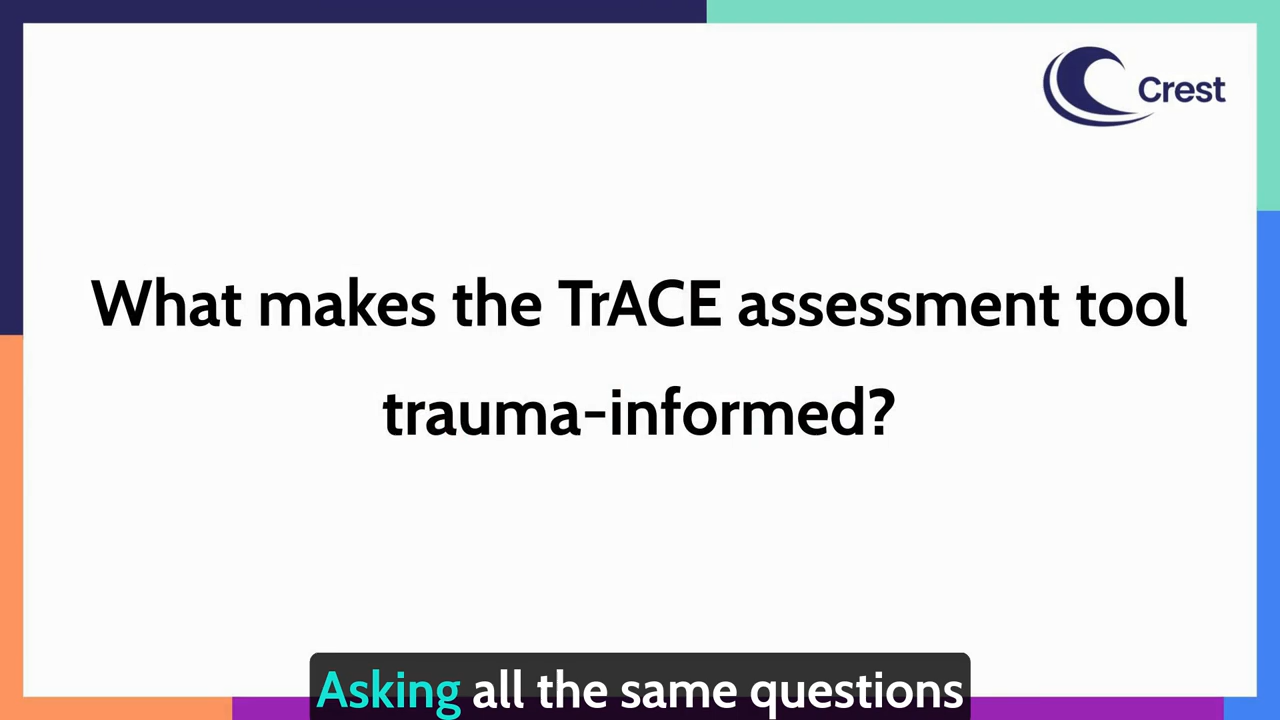 Crest
What makes the TrACE assessment tool
trauma-informed?
Asking all the same questions